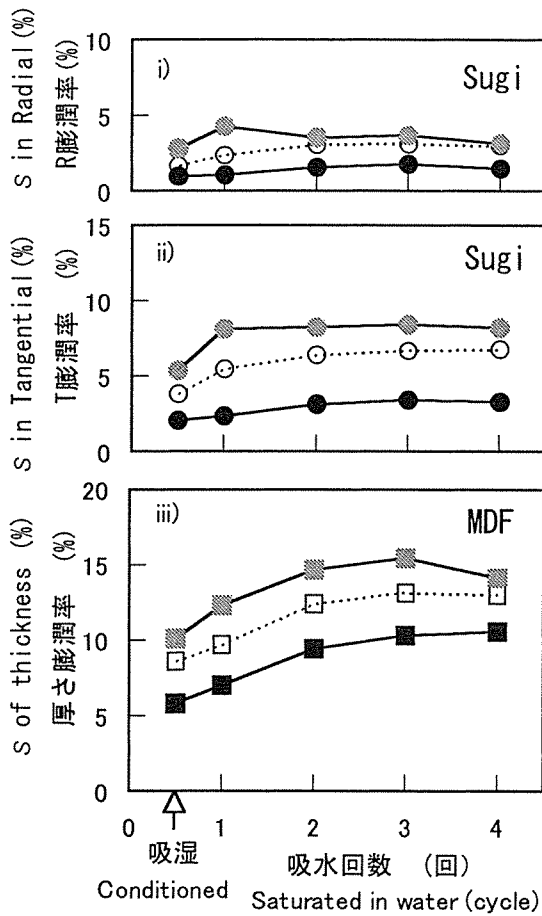 S in Radial (%)
R膨潤率 (%)
10
5
0
i)
Sugi
S in Tangential (%)
T膨潤率 (%)
15
10
5
0
ii)
Sugi
S of thickness (%)
厚さ膨潤率 (%)
20
15
10
5
0
iii)
MDF
0 1 2 3 4
吸湿
吸水回数 (回)
Conditioned
Saturated in water (cycle)